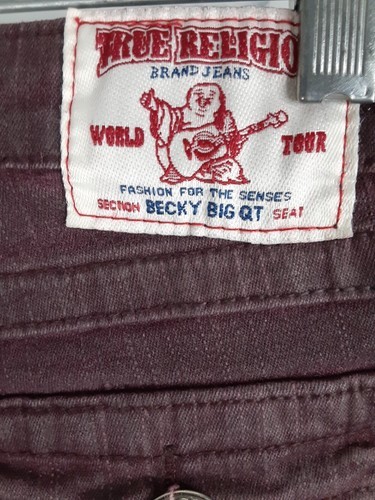 TRUE RELIGIO
BRAND JEANS
WORLD TOUR
FASHION FOR THE SENSES
SECTION BECKY BIG QT SEAT